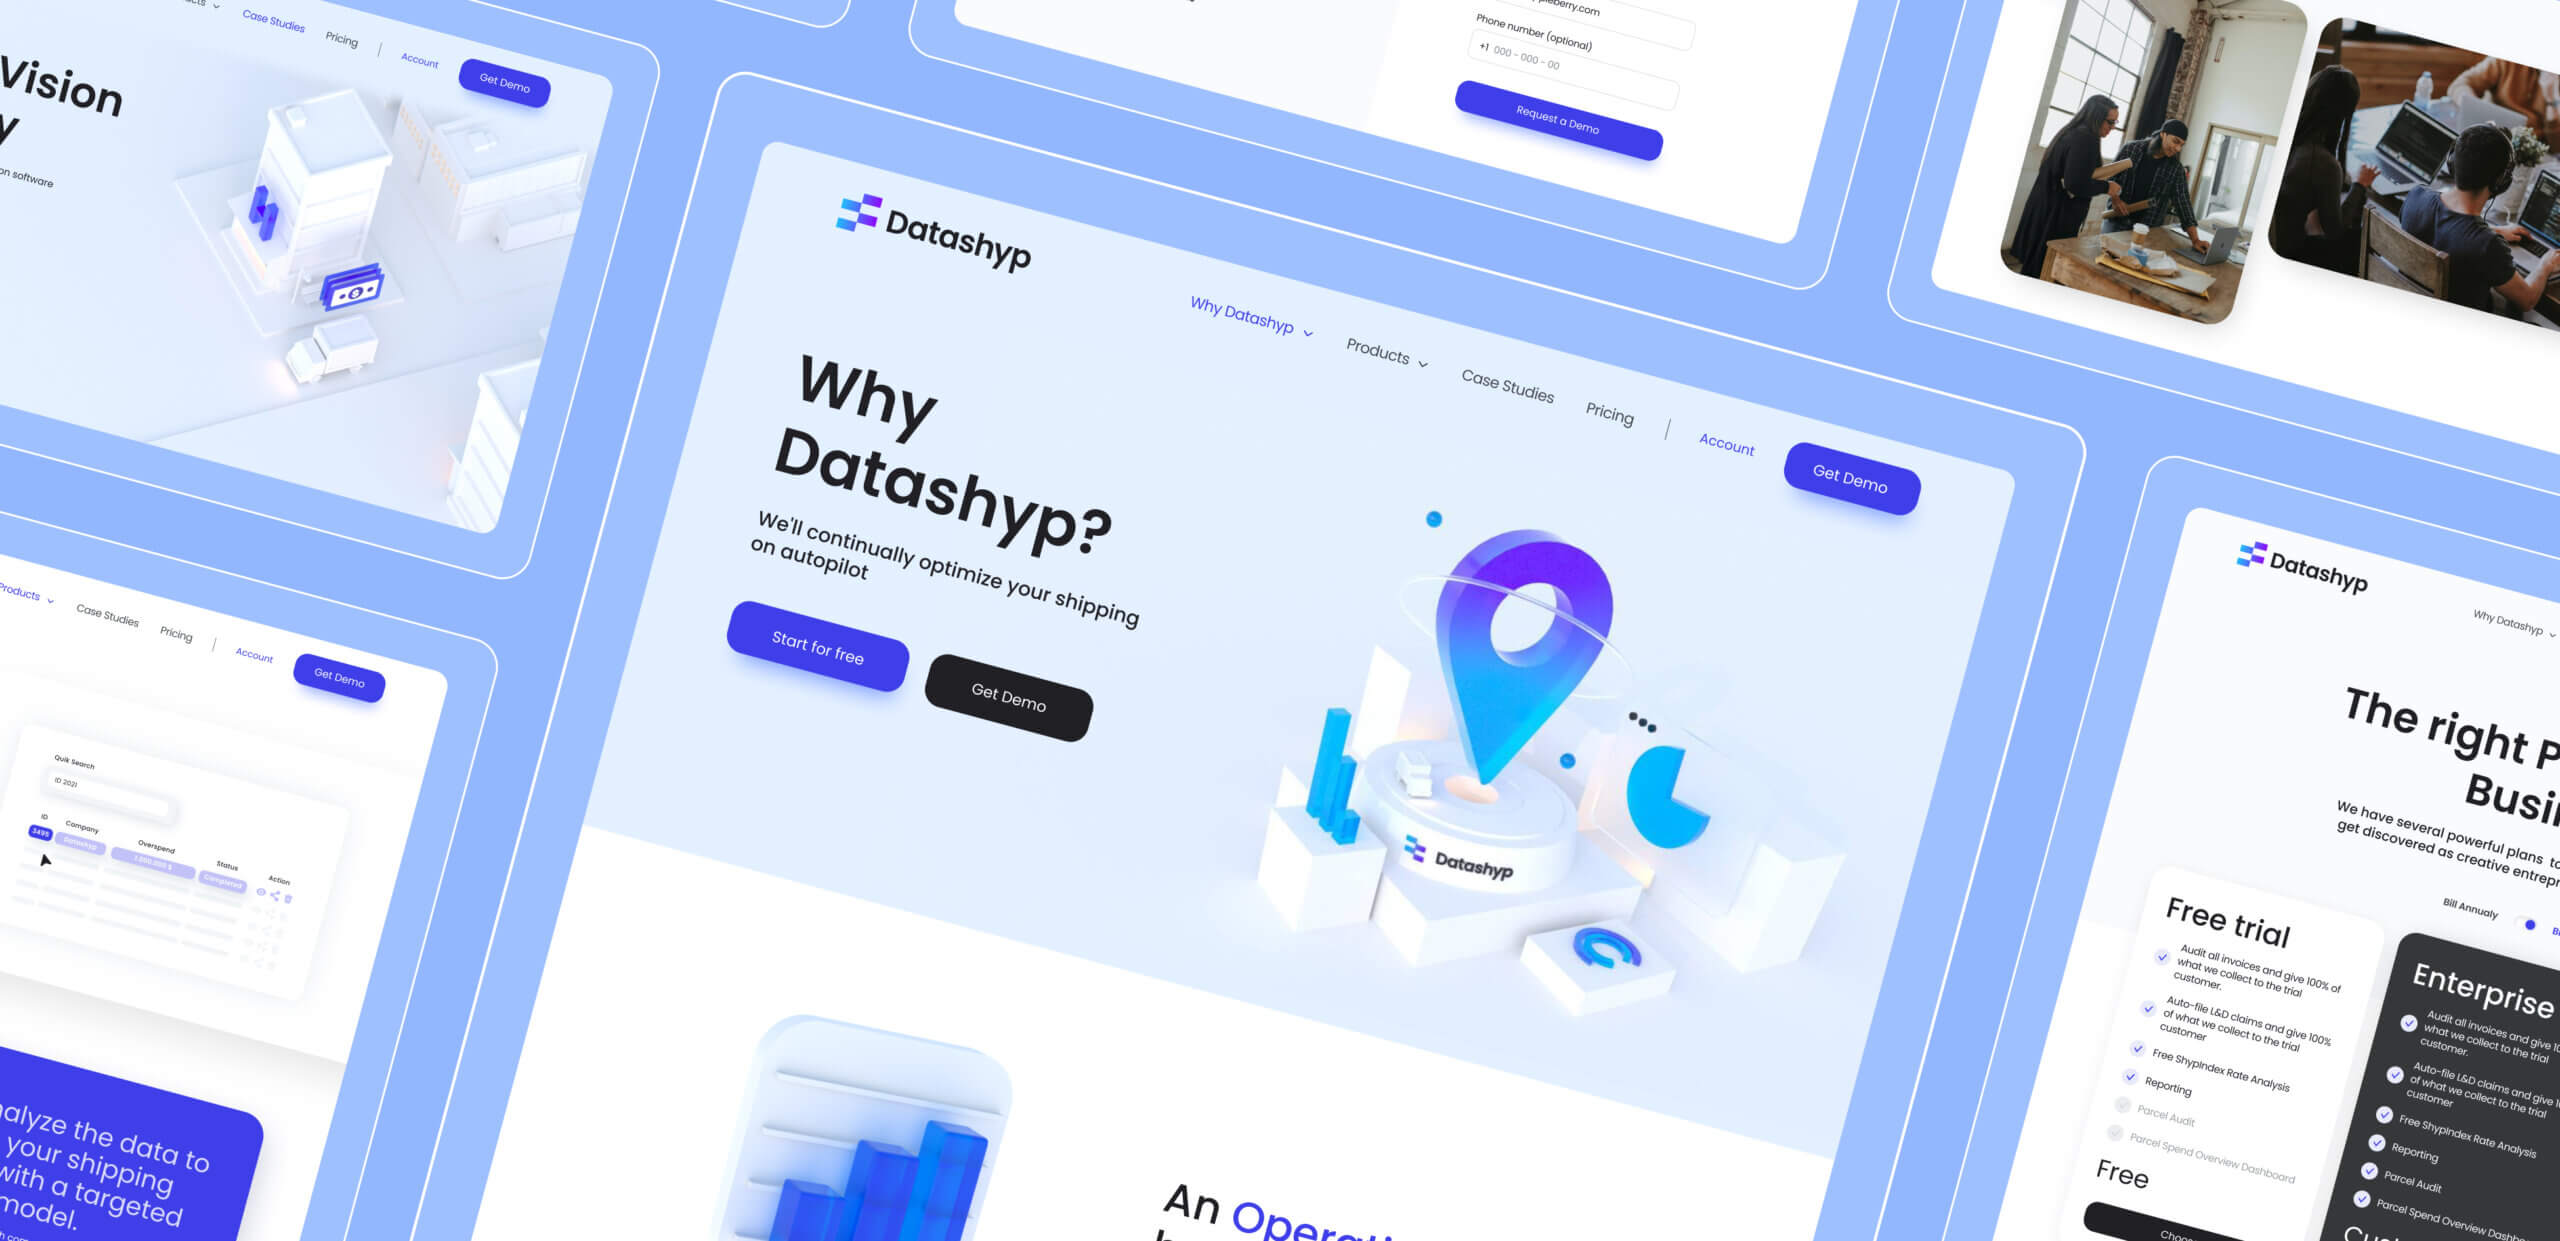 Case Studies
Pricing
Account
Get Demo
Vision
on software
Phone number (optional)
+1 000 - 000 - 00
Request a Demo
Datashyp
Why Datashyp
Products
Case Studies
Pricing
Account
Get Demo
Why
Datashyp?
We'll continually optimize your shipping
on autopilot
Start for free
Get Demo
Datashyp
An
Products
Case Studies
Pricing
Account
Get Demo
Quik Search
ID 2021
ID Company Overspend Status Action
3495 Datashyp 1.000.000 $ Completed
the data to
your shipping
with a targeted
model.
Datashyp
Why Datashyp
The right
We have several powerful plans
get discovered as creative
Bill Annualy
Free trial
Audit all invoices and give 100% of
what we collect to the trial
customer.
Auto-file L&D claims and give 100%
of what we collect to the trial
customer
Free ShypIndex Rate Analysis
Reporting
Parcel Audit
Parcel Spend Overview Dashboard
Free
Enterprise
Audit all invoices and give
what we collect to the trial
customer.
Auto-file L&D claims and give
of what we collect to the trial
customer
Free ShypIndex Rate Analysis
Reporting
Parcel Audit
Parcel Spend Overview